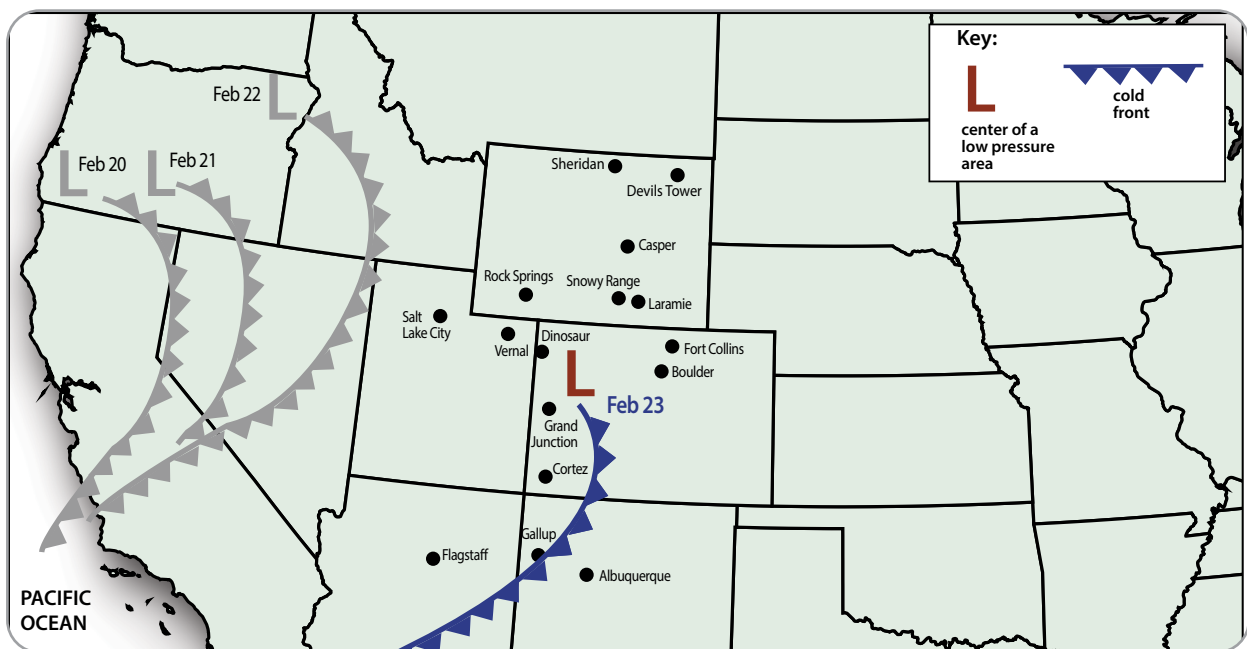 Key:
L
cold
front
center of a
low pressure
area
Feb 22
L
L
Feb 20
L
Feb 21
Sheridan
Devils Tower
Casper
Rock Springs
Snowy Range
Laramie
Salt
Lake City
Vernal
Dinosaur
Fort Collins
Boulder
L
Feb 23
Grand
Junction
Cortez
Gallup
Flagstaff
Albuquerque
PACIFIC
OCEAN